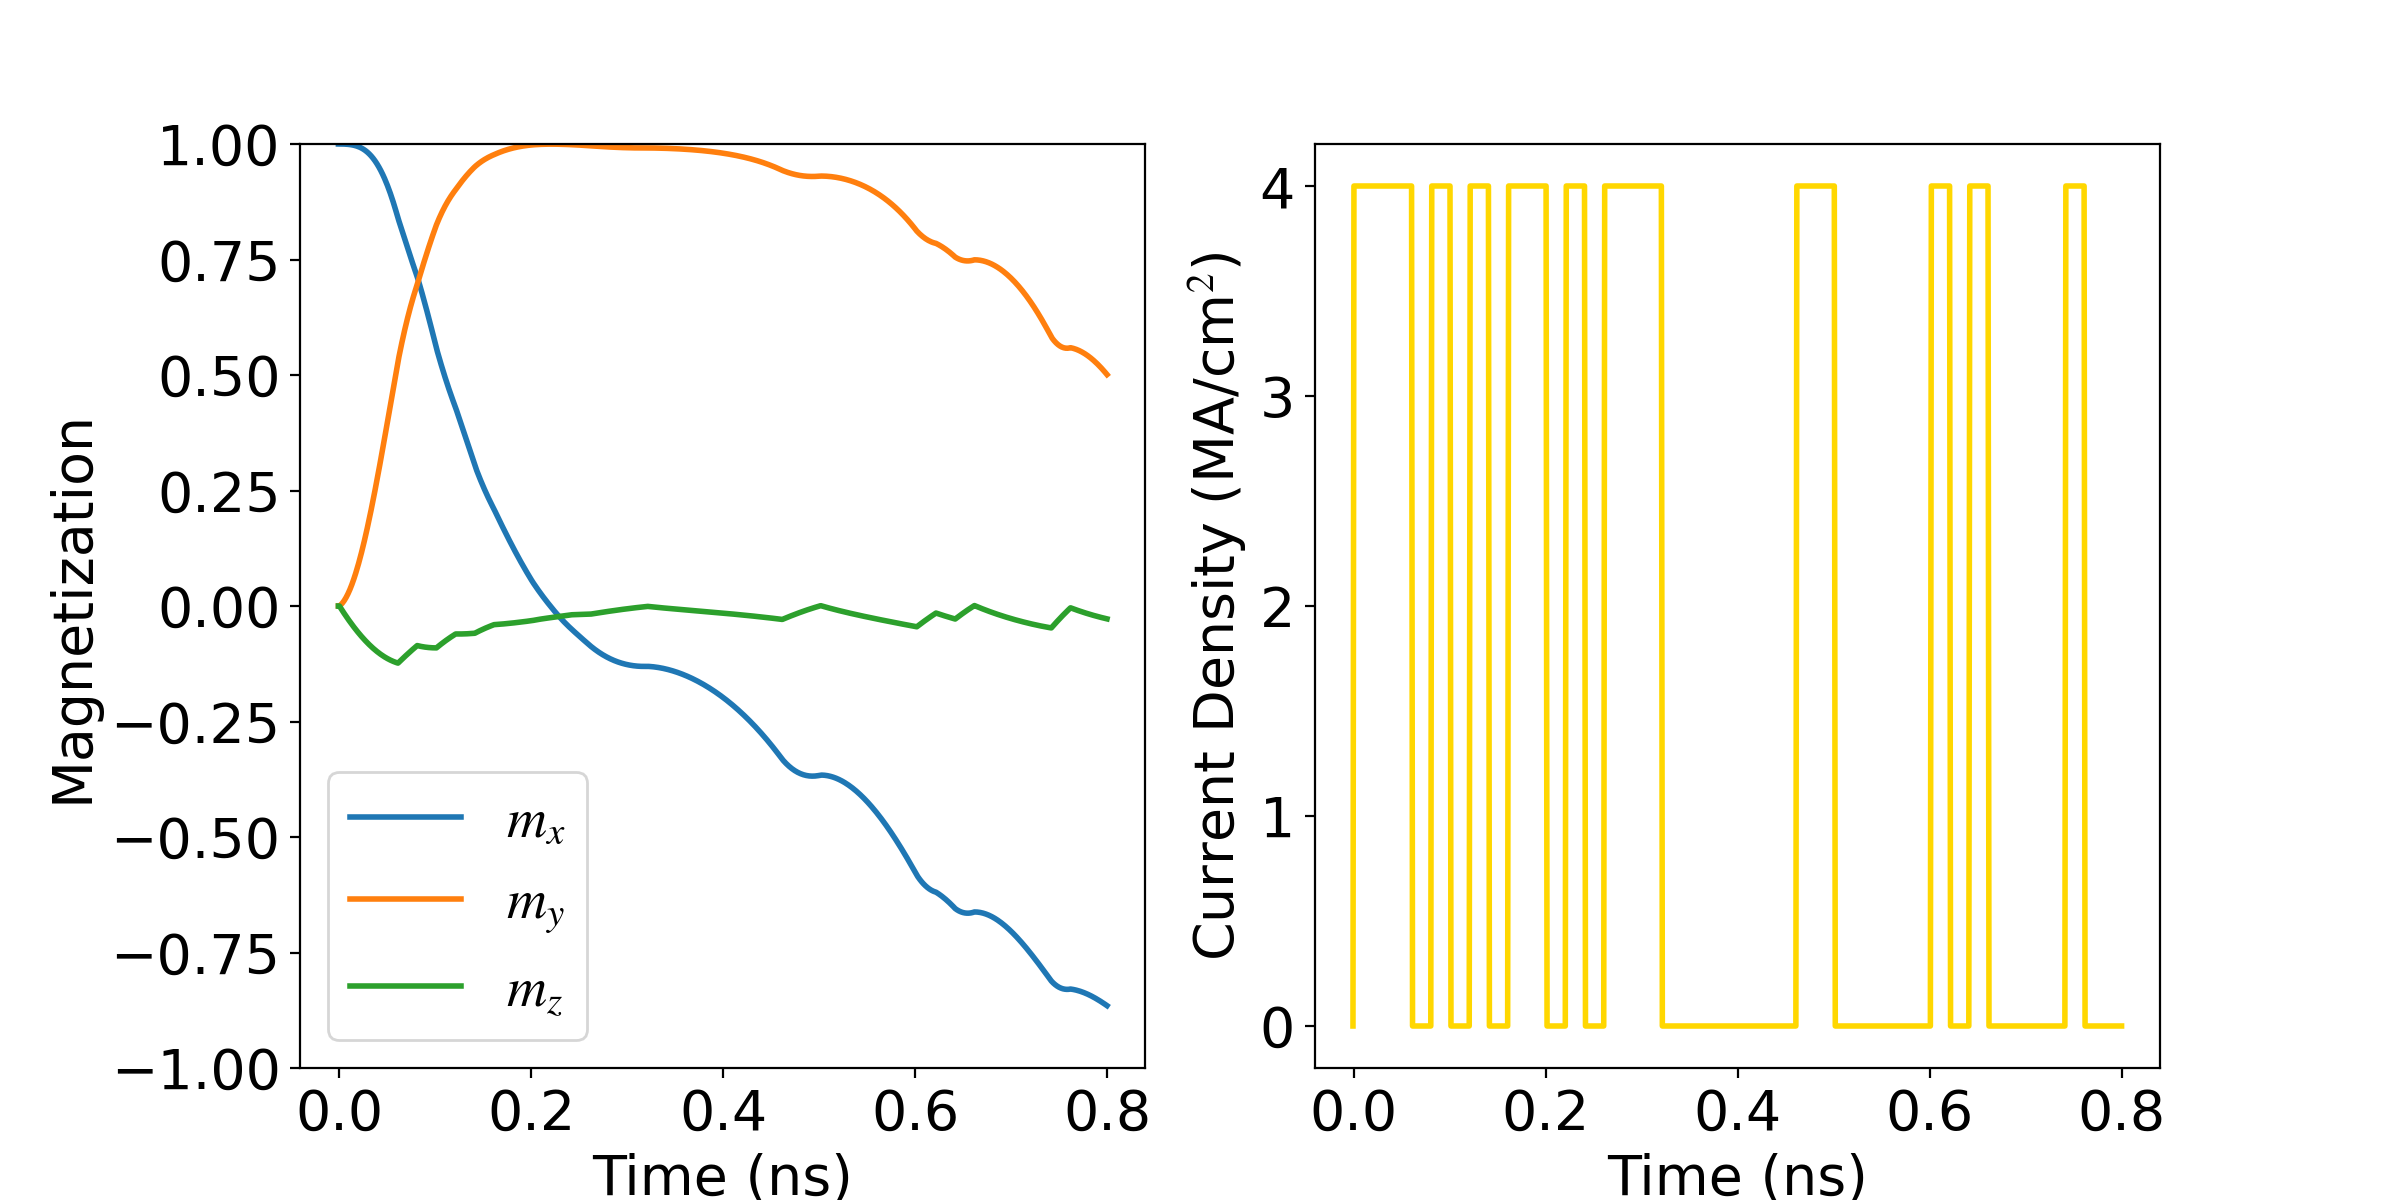 Magnetization
1.00
0.75
0.50
0.25
0.00
−0.25
−0.50
−0.75
−1.00
0.0 0.2 0.4 0.6 0.8
Time (ns)
m_x
m_y
m_z
Current Density (MA/cm²)
4
3
2
1
0
0.0 0.2 0.4 0.6 0.8
Time (ns)